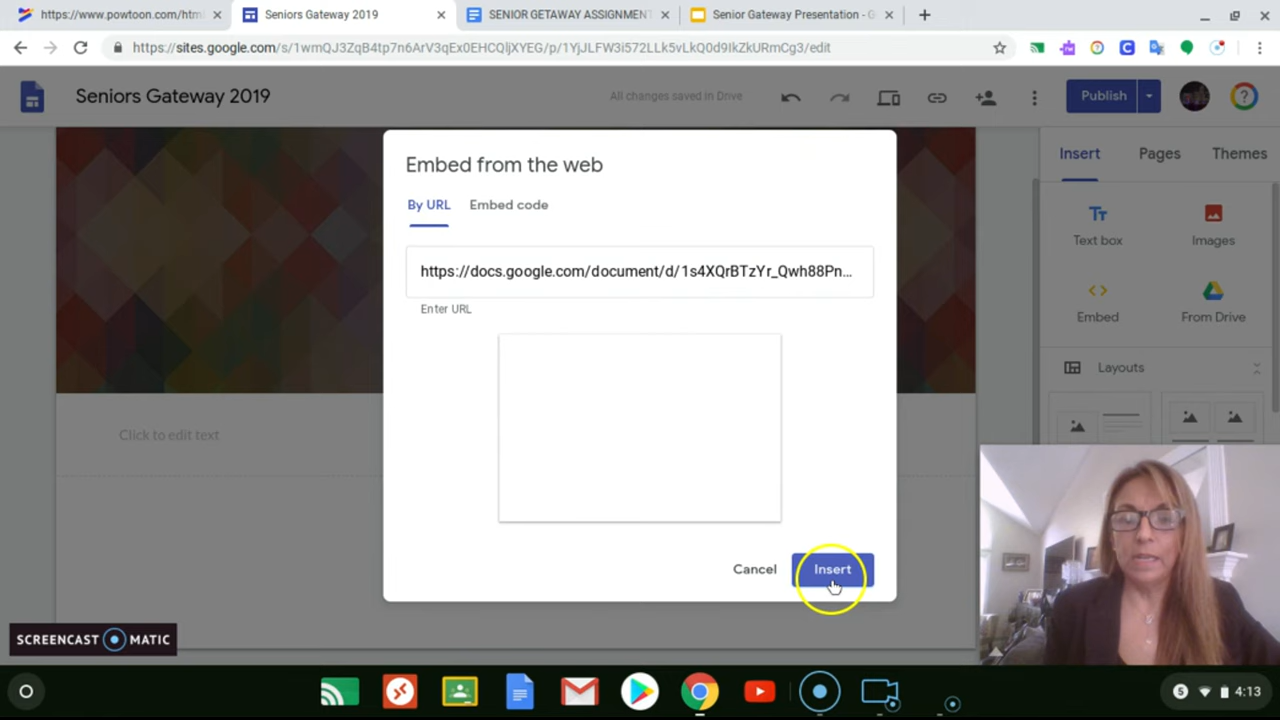 https://www.powtoon.com/htm
Seniors Gateway 2019
SENIOR GETAWAY ASSIGNMENT
Senior Gateway Presentation - G
https://sites.google.com/s/1wmQJ3ZqB4tp7n6ArV3qEx0EHCQljXYEG/p/1YjJLFW3i572LLk5vLkQ0d9IkZkURmCg3/edit
Seniors Gateway 2019
All changes saved in Drive
Publish
Embed from the web
By URL
Embed code
https://docs.google.com/document/d/1s4XQrBTzYr_Qwh88Pn...
Enter URL
Cancel
Insert
Click to edit text
Insert
Pages
Themes
Tт
Text box
Images
Embed
From Drive
Layouts
SCREENCAST MATIC
5
4:13